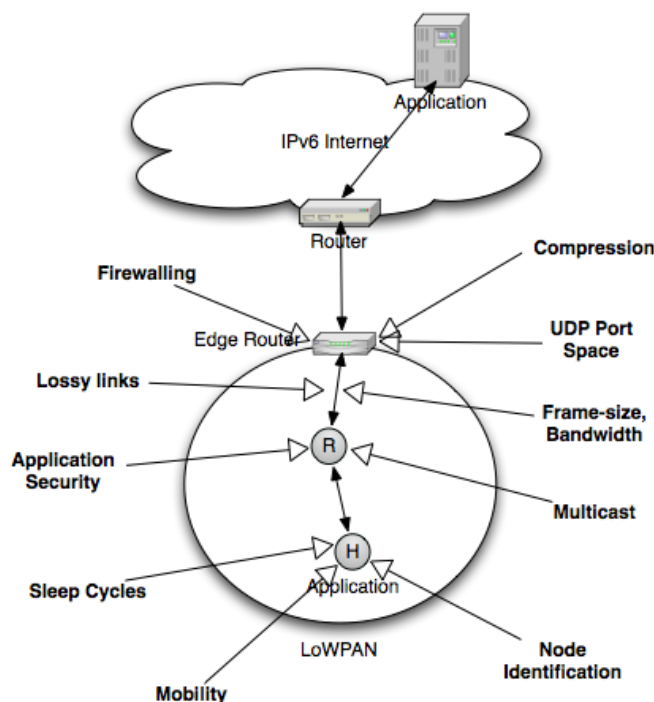 Application
IPv6 Internet
Router
Compression
Firewalling
Edge Router
UDP Port
Space
Lossy links
Frame-size,
Bandwidth
R
Application
Security
Multicast
H
Sleep Cycles
Application
LoWPAN
Node
Identification
Mobility